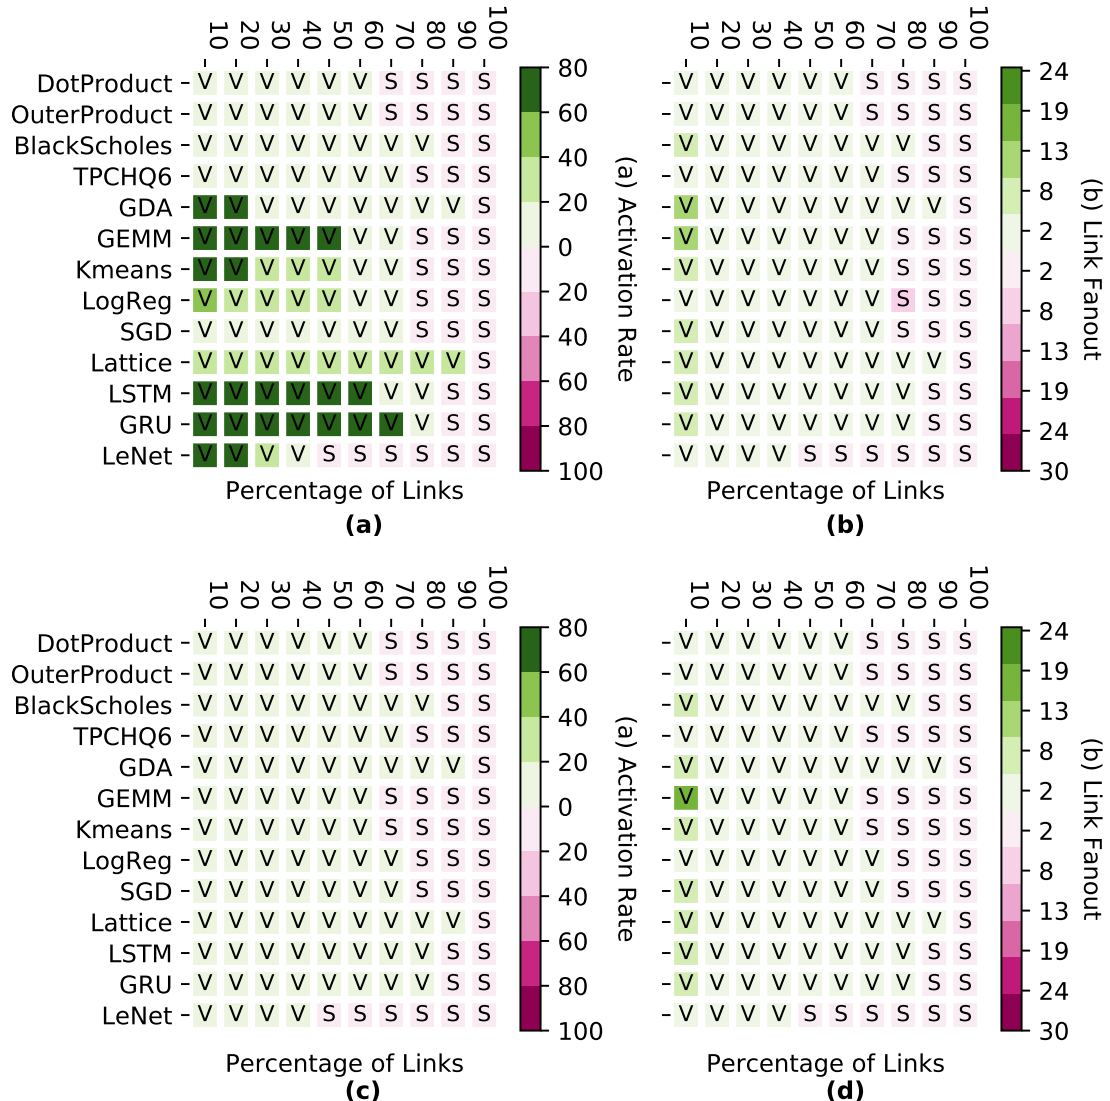 10 20 30 40 50 60 70 80 90 100
DotProduct V V V V V V S S S S
OuterProduct V V V V V V S S S S
BlackScholes V V V V V V V V S S
TPCHQ6 V V V V V V V S S S
GDA V V V V V V V V V S
GEMM V V V V V V V S S S
Kmeans V V V V V V V S S S
LogReg V V V V V V V S S S
SGD V V V V V V V S S S
Lattice V V V V V V V V V S
LSTM V V V V V V V V S S
GRU V V V V V V V V S S
LeNet V V V V S S S S S S
80
60
40
20
0
20
40
60
80
100
(a) Activation Rate
Percentage of Links
(a)
10 20 30 40 50 60 70 80 90 100
V V V V V V S S S S
V V V V V V S S S S
V V V V V V V V S S
V V V V V V V S S S
V V V V V V V V V S
V V V V V V V S S S
V V V V V V V S S S
V V V V V V V S S S
V V V V V V V S S S
V V V V V V V V V S
V V V V V V V V S S
V V V V V V V V S S
V V V V S S S S S S
24
19
13
8
2
2
8
13
19
24
30
(b) Link Fanout
Percentage of Links
(b)
10 20 30 40 50 60 70 80 90 100
DotProduct V V V V V V S S S S
OuterProduct V V V V V V S S S S
BlackScholes V V V V V V V V S S
TPCHQ6 V V V V V V V S S S
GDA V V V V V V V V V S
GEMM V V V V V V S S S S
Kmeans V V V V V V S S S S
LogReg V V V V V V V S S S
SGD V V V V V V V S S S
Lattice V V V V V V V V V S
LSTM V V V V V V V V S S
GRU V V V V V V V V S S
LeNet V V V V S S S S S S
80
60
40
20
0
20
40
60
80
100
(a) Activation Rate
Percentage of Links
(c)
10 20 30 40 50 60 70 80 90 100
V V V V V V S S S S
V V V V V V S S S S
V V V V V V V V S S
V V V V V V S S S S
V V V V V V V V V S
V V V V V V S S S S
V V V V V V S S S S
V V V V V V V S S S
V V V V V V V S S S
V V V V V V V V V S
V V V V V V V V S S
V V V V V V V V S S
V V V V S S S S S S
24
19
13
8
2
2
8
13
19
24
30
(b) Link Fanout
Percentage of Links
(d)